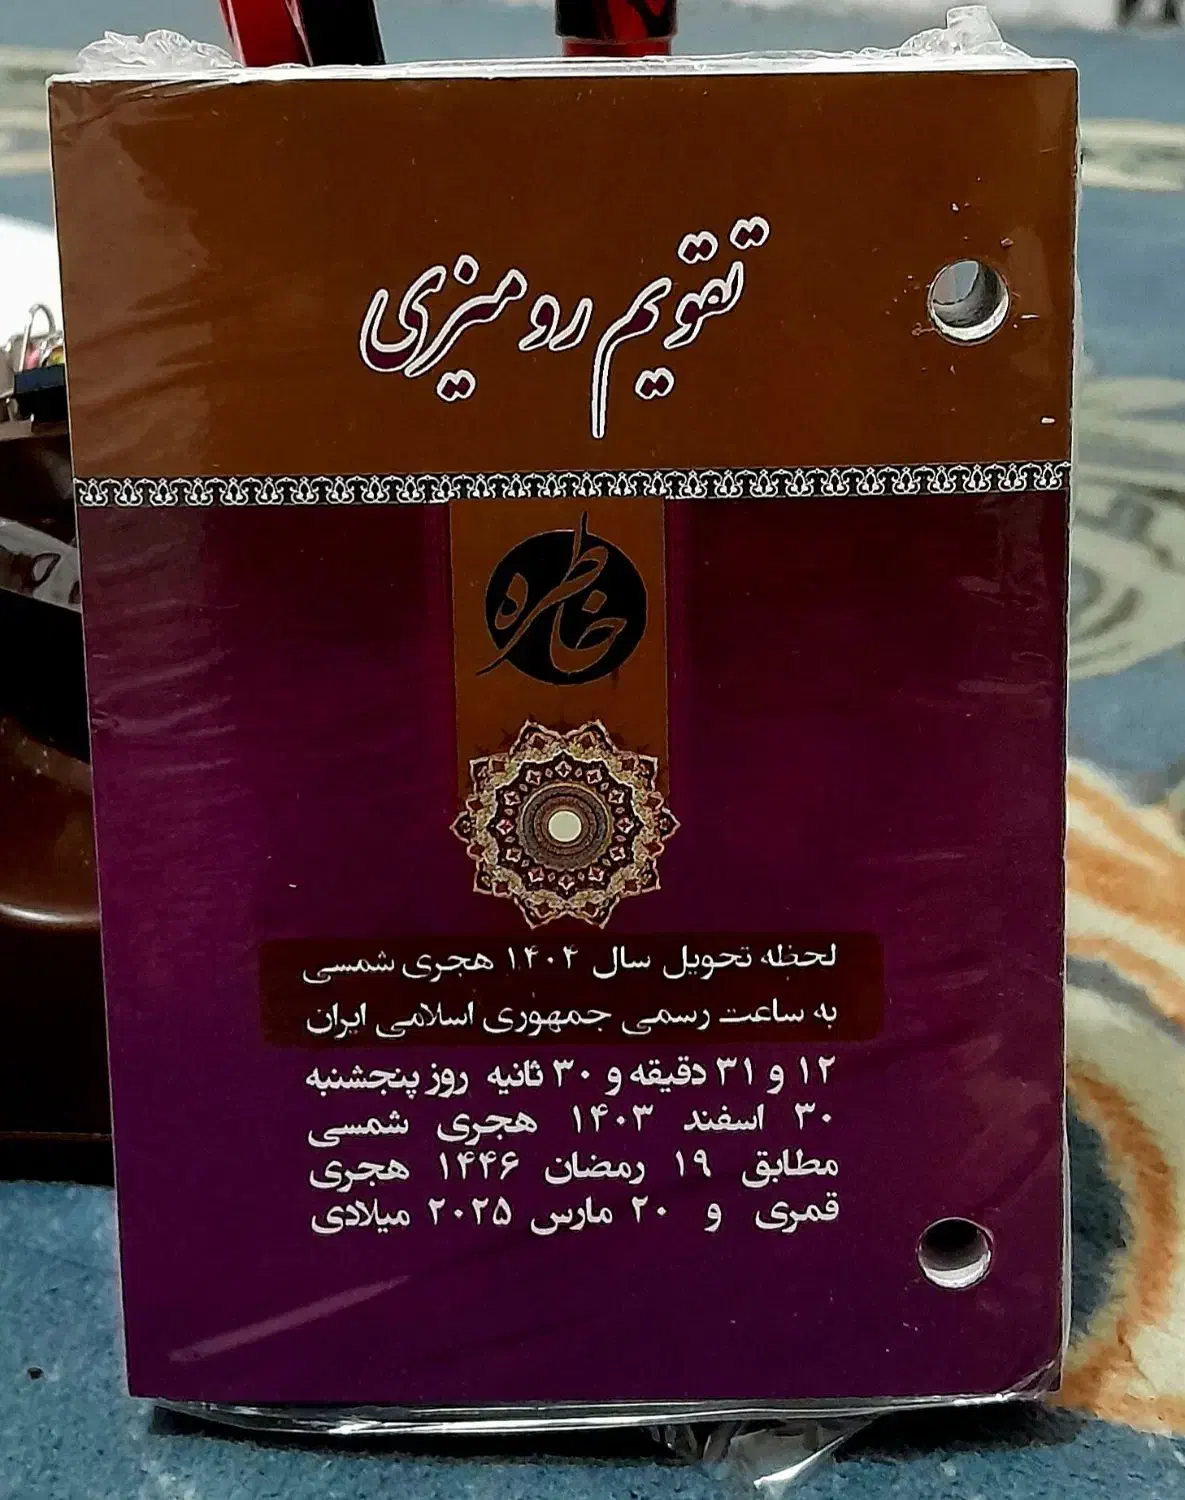 تقویم رومیزی
خاطره
لحظه تحویل سال ۱۴۰۴ هجری شمسی
به ساعت رسمی جمهوری اسلامی ایران
۱۲ و ۳۱ دقیقه و ۳۰ ثانیه روز پنجشنبه
۳۰ اسفند ۱۴۰۳ هجری شمسی
مطابق ۱۹ رمضان ۱۴۴۶ هجری
قمری و ۲۰ مارس ۲۰۲۵ میلادی